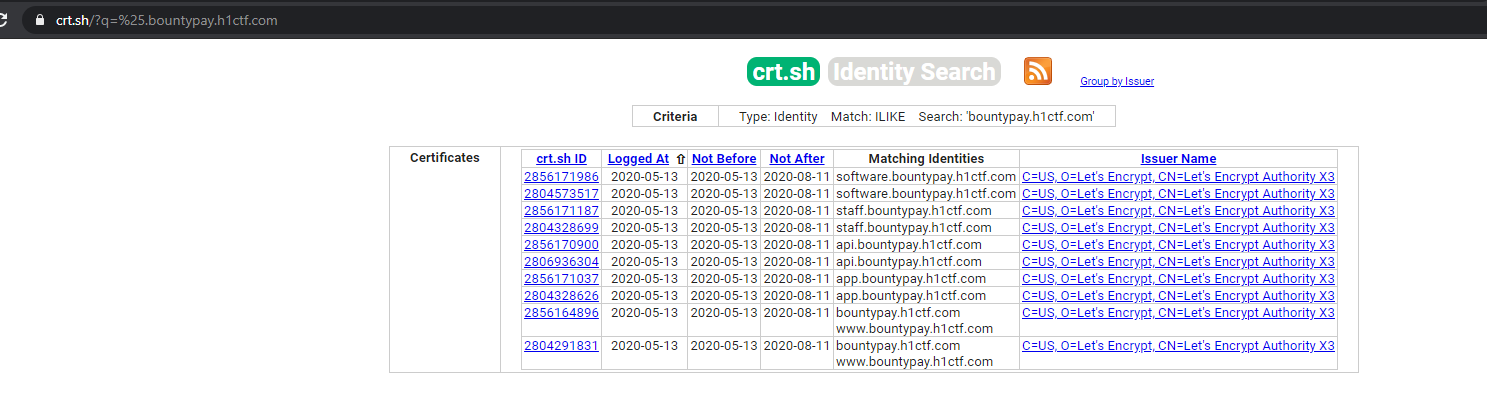 crt.sh/?q=%25.bountypay.h1ctf.com
crt.sh Identity Search Group by Issuer
Criteria Type: Identity Match: ILIKE Search: 'bountypay.h1ctf.com'
Certificates crt.sh ID Logged At ⇧ Not Before Not After Matching Identities Issuer Name
2856171986 2020-05-13 2020-05-13 2020-08-11 software.bountypay.h1ctf.com C=US, O=Let's Encrypt, CN=Let's Encrypt Authority X3
2804573517 2020-05-13 2020-05-13 2020-08-11 software.bountypay.h1ctf.com C=US, O=Let's Encrypt, CN=Let's Encrypt Authority X3
2856171187 2020-05-13 2020-05-13 2020-08-11 staff.bountypay.h1ctf.com C=US, O=Let's Encrypt, CN=Let's Encrypt Authority X3
2804328699 2020-05-13 2020-05-13 2020-08-11 staff.bountypay.h1ctf.com C=US, O=Let's Encrypt, CN=Let's Encrypt Authority X3
2856170900 2020-05-13 2020-05-13 2020-08-11 api.bountypay.h1ctf.com C=US, O=Let's Encrypt, CN=Let's Encrypt Authority X3
2806936304 2020-05-13 2020-05-13 2020-08-11 api.bountypay.h1ctf.com C=US, O=Let's Encrypt, CN=Let's Encrypt Authority X3
2856171037 2020-05-13 2020-05-13 2020-08-11 app.bountypay.h1ctf.com C=US, O=Let's Encrypt, CN=Let's Encrypt Authority X3
2804328626 2020-05-13 2020-05-13 2020-08-11 app.bountypay.h1ctf.com C=US, O=Let's Encrypt, CN=Let's Encrypt Authority X3
2856164896 2020-05-13 2020-05-13 2020-08-11 bountypay.h1ctf.com C=US, O=Let's Encrypt, CN=Let's Encrypt Authority X3
www.bountypay.h1ctf.com
2804291831 2020-05-13 2020-05-13 2020-08-11 bountypay.h1ctf.com C=US, O=Let's Encrypt, CN=Let's Encrypt Authority X3
www.bountypay.h1ctf.com